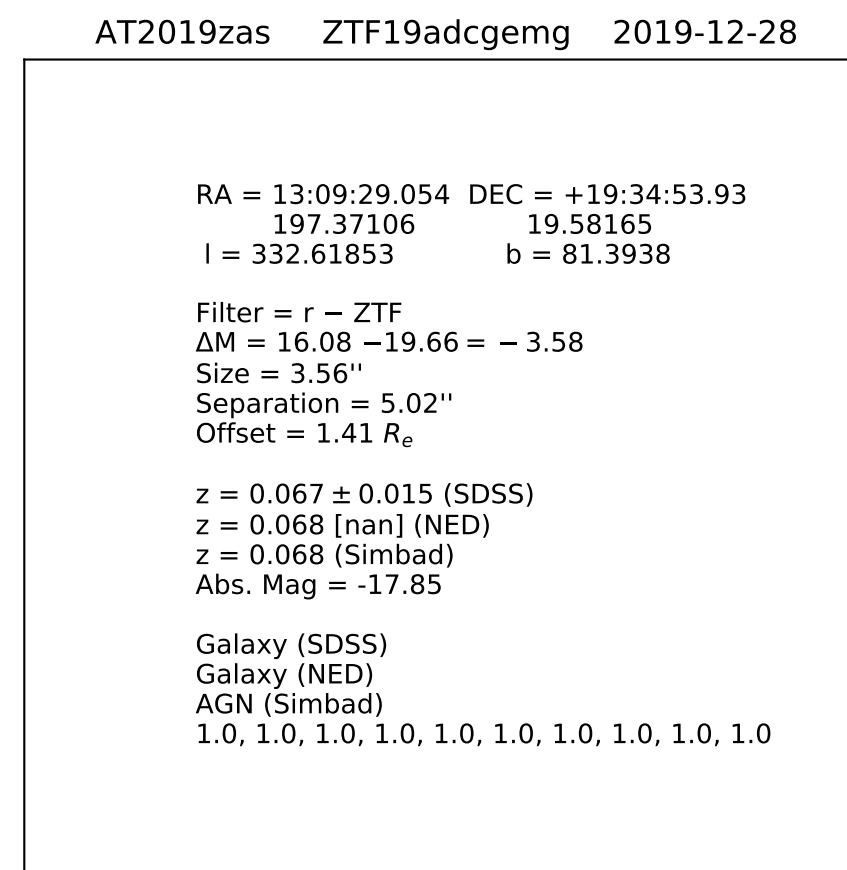 AT2019zas ZTF19adcgemg 2019-12-28
RA = 13:09:29.054 DEC = +19:34:53.93
197.37106 19.58165
l = 332.61853 b = 81.3938
Filter = r − ZTF
ΔM = 16.08 −19.66 = − 3.58
Size = 3.56''
Separation = 5.02''
Offset = 1.41 Rₑ
z = 0.067 ± 0.015 (SDSS)
z = 0.068 [nan] (NED)
z = 0.068 (Simbad)
Abs. Mag = -17.85
Galaxy (SDSS)
Galaxy (NED)
AGN (Simbad)
1.0, 1.0, 1.0, 1.0, 1.0, 1.0, 1.0, 1.0, 1.0, 1.0